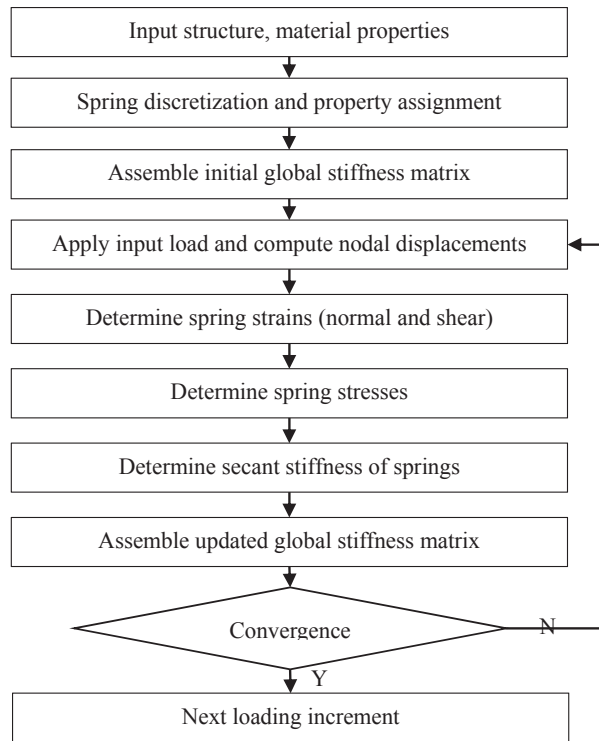 Input structure, material properties
Spring discretization and property assignment
Assemble initial global stiffness matrix
Apply input load and compute nodal displacements
Determine spring strains (normal and shear)
Determine spring stresses
Determine secant stiffness of springs
Assemble updated global stiffness matrix
Convergence
N
Y
Next loading increment